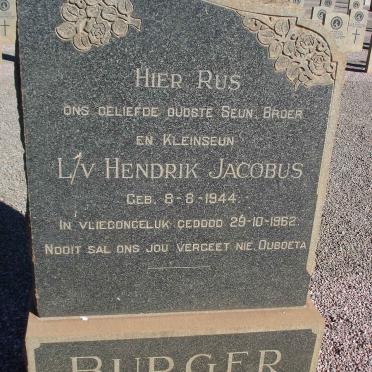 HIER RUS
ONS GELIEFDE OUDSTE SEUN, BROER
EN KLEINSEUN
L/V HENDRIK JACOBUS
GEB. 8-8-1944.
IN VLIEGONGELUK GEDOOD 29-10-1962.
NOOIT SAL ONS JOU VERGEET NIE, OUBOETA
BURGER